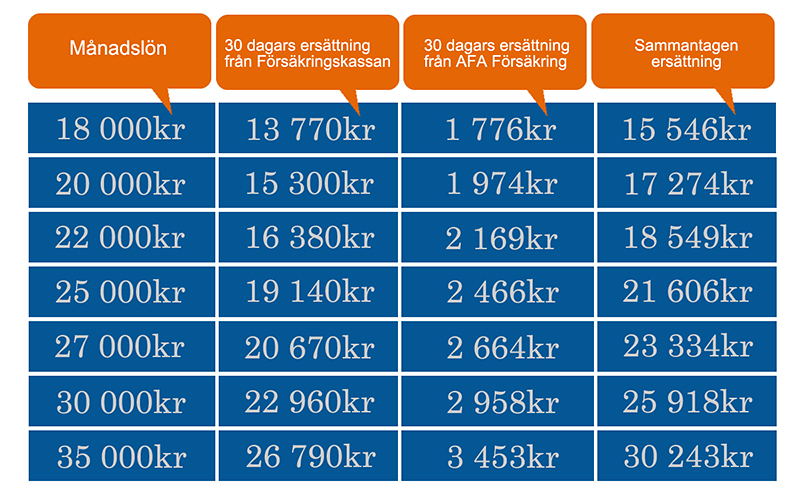 Månadslön
30 dagars ersättning
från Försäkringskassan
30 dagars ersättning
från AFA Försäkring
Sammantagen
ersättning
18 000kr 13 770kr 1 776kr 15 546kr
20 000kr 15 300kr 1 974kr 17 274kr
22 000kr 16 380kr 2 169kr 18 549kr
25 000kr 19 140kr 2 466kr 21 606kr
27 000kr 20 670kr 2 664kr 23 334kr
30 000kr 22 960kr 2 958kr 25 918kr
35 000kr 26 790kr 3 453kr 30 243kr